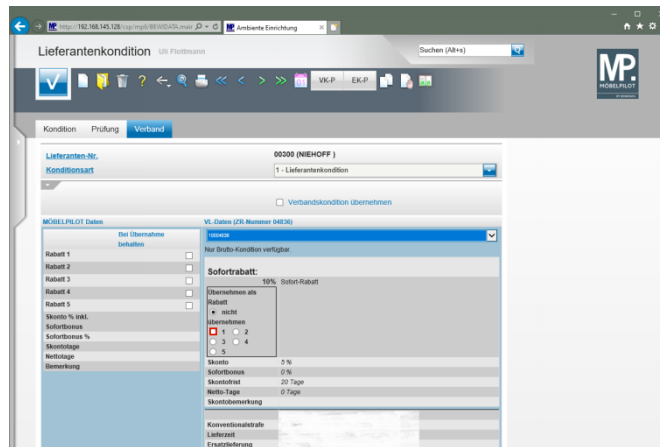 http://192.168.145.128/csp/mpli/BEWIDATA.mair
MP. Ambiente Einrichtung
Lieferantenkondition Uli Flottmann
Suchen (Alt+s)
MP.
MÖBELPILOT
VK-P EK-P
Kondition Prüfung Verband
Lieferanten-Nr. 00300 (NIEHOFF )
Konditionsart 1 - Lieferantenkondition
Verbandskondition übernehmen
MÖBELPILOT Daten VL-Daten (ZR-Nummer 04836)
Bei Übernahme
behalten
Nur Brutto-Kondition verfügbar.
Rabatt 1
Rabatt 2
Rabatt 3
Rabatt 4
Rabatt 5
Skonto % inkl.
Sofortbonus
Sofortbonus %
Skontotage
Nettotage
Bemerkung
Sofortrabatt:
10% Sofort-Rabatt
Übernehmen als
Rabatt
nicht
übernehmen
1 2
3 4
5
Skonto 5 %
Sofortbonus 0 %
Skontofrist 20 Tage
Netto-Tage 0 Tage
Skontobemerkung
Konventionalstrafe
Lieferzeit
Ersatzlieferung